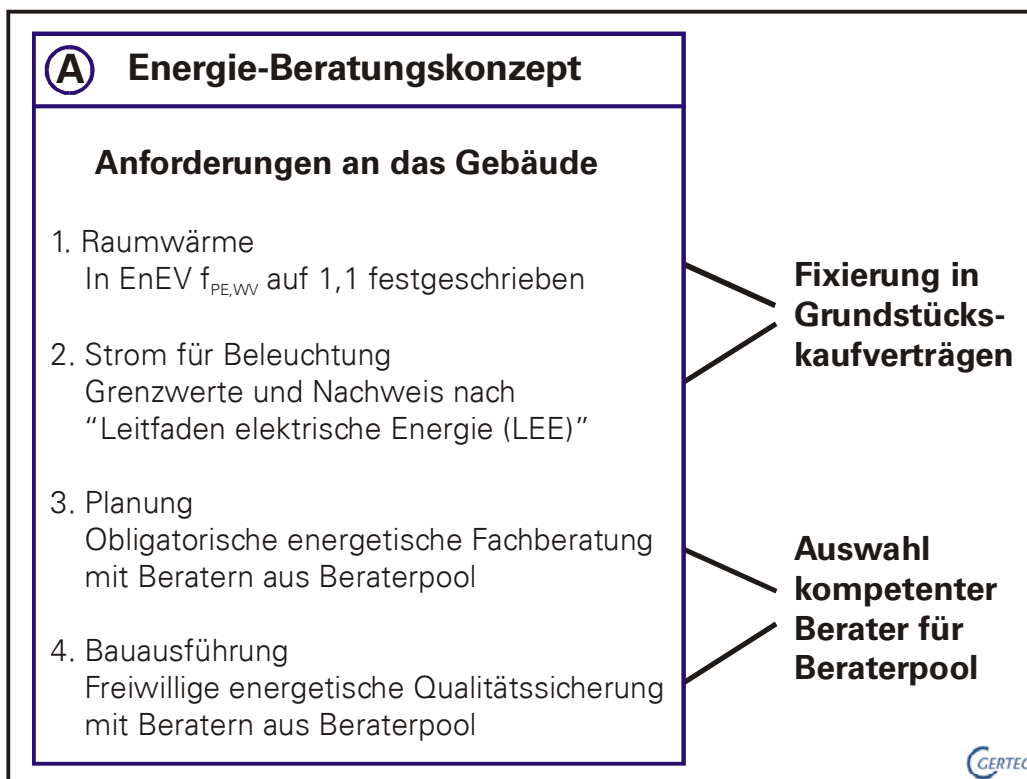 A Energie-Beratungskonzept
Anforderungen an das Gebäude
1. Raumwärme
In EnEV fPE,WV auf 1,1 festgeschrieben
2. Strom für Beleuchtung
Grenzwerte und Nachweis nach
“Leitfaden elektrische Energie (LEE)”
3. Planung
Obligatorische energetische Fachberatung
mit Beratern aus Beraterpool
4. Bauausführung
Freiwillige energetische Qualitätssicherung
mit Beratern aus Beraterpool
Fixierung in
Grundstücks-
kaufverträgen
Auswahl
kompetenter
Berater für
Beraterpool
CERTEC